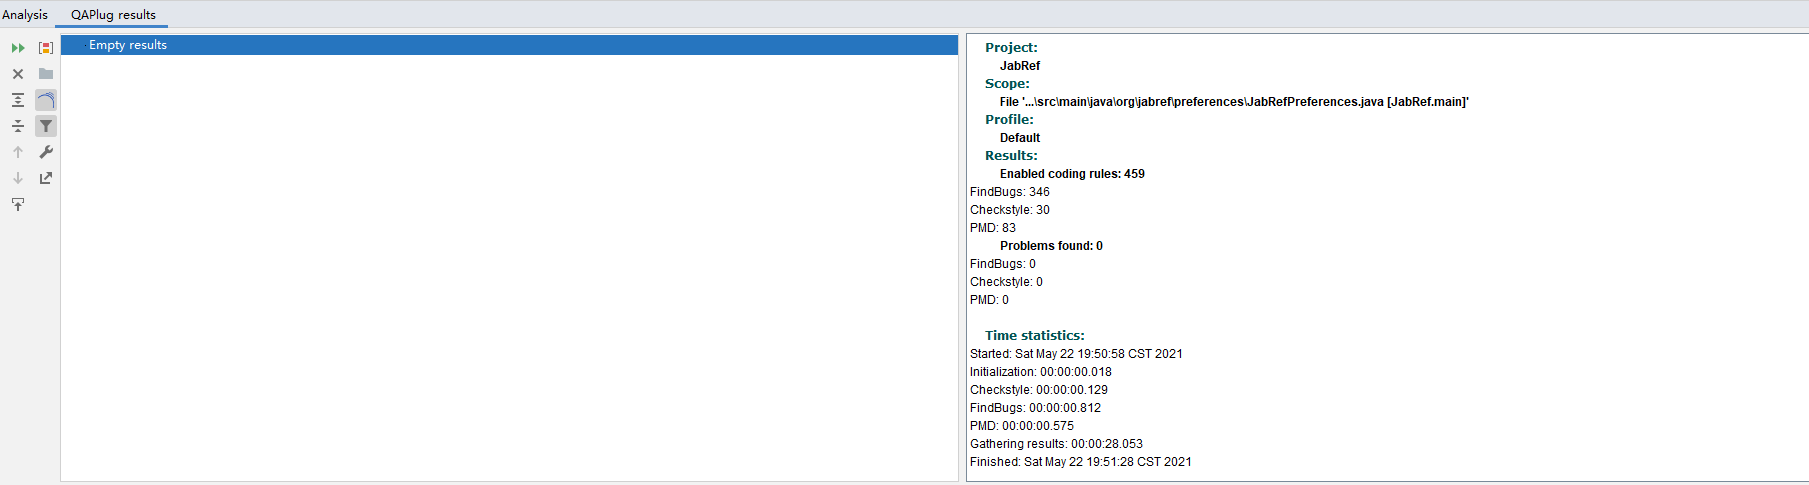 Analysis QAPlug results
Empty results
Project:
JabRef
Scope:
File '...\src\main\java\org\jabref\preferences\JabRefPreferences.java [JabRef.main]'
Profile:
Default
Results:
Enabled coding rules: 459
FindBugs: 346
Checkstyle: 30
PMD: 83
Problems found: 0
FindBugs: 0
Checkstyle: 0
PMD: 0
Time statistics:
Started: Sat May 22 19:50:58 CST 2021
Initialization: 00:00:00.018
Checkstyle: 00:00:00.129
FindBugs: 00:00:00.812
PMD: 00:00:00.575
Gathering results: 00:00:28.053
Finished: Sat May 22 19:51:28 CST 2021